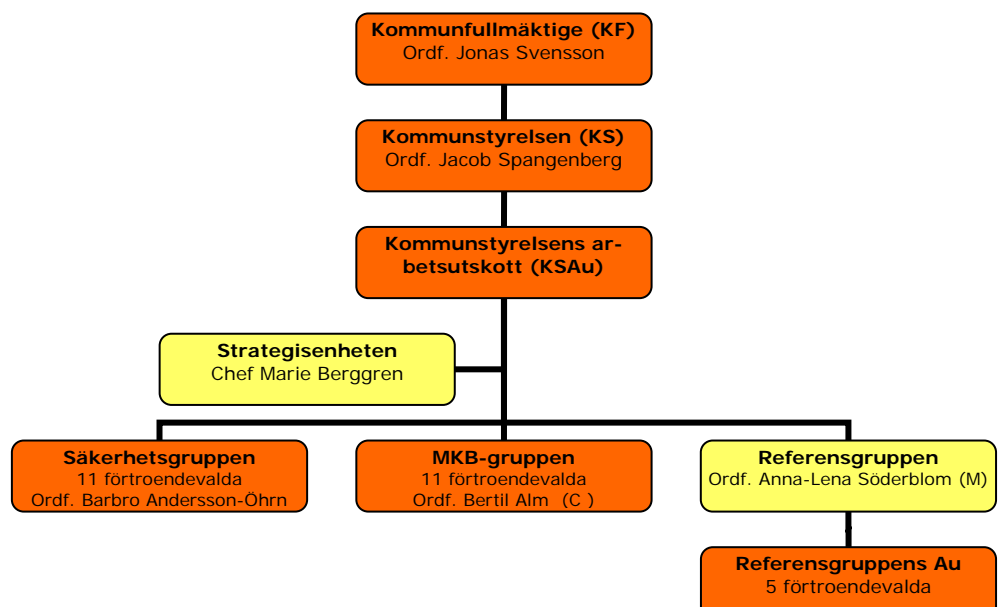 Kommunfullmäktige (KF)
Ordf. Jonas Svensson
Kommunstyrelsen (KS)
Ordf. Jacob Spangenberg
Kommunstyrelsens ar-
betsutskott (KSAu)
Strategisenheten
Chef Marie Berggren
Säkerhetsgruppen
11 förtroendevalda
Ordf. Barbro Andersson-Öhrn
MKB-gruppen
11 förtroendevalda
Ordf. Bertil Alm (C )
Referensgruppen
Ordf. Anna-Lena Söderblom (M)
Referensgruppens Au
5 förtroendevalda